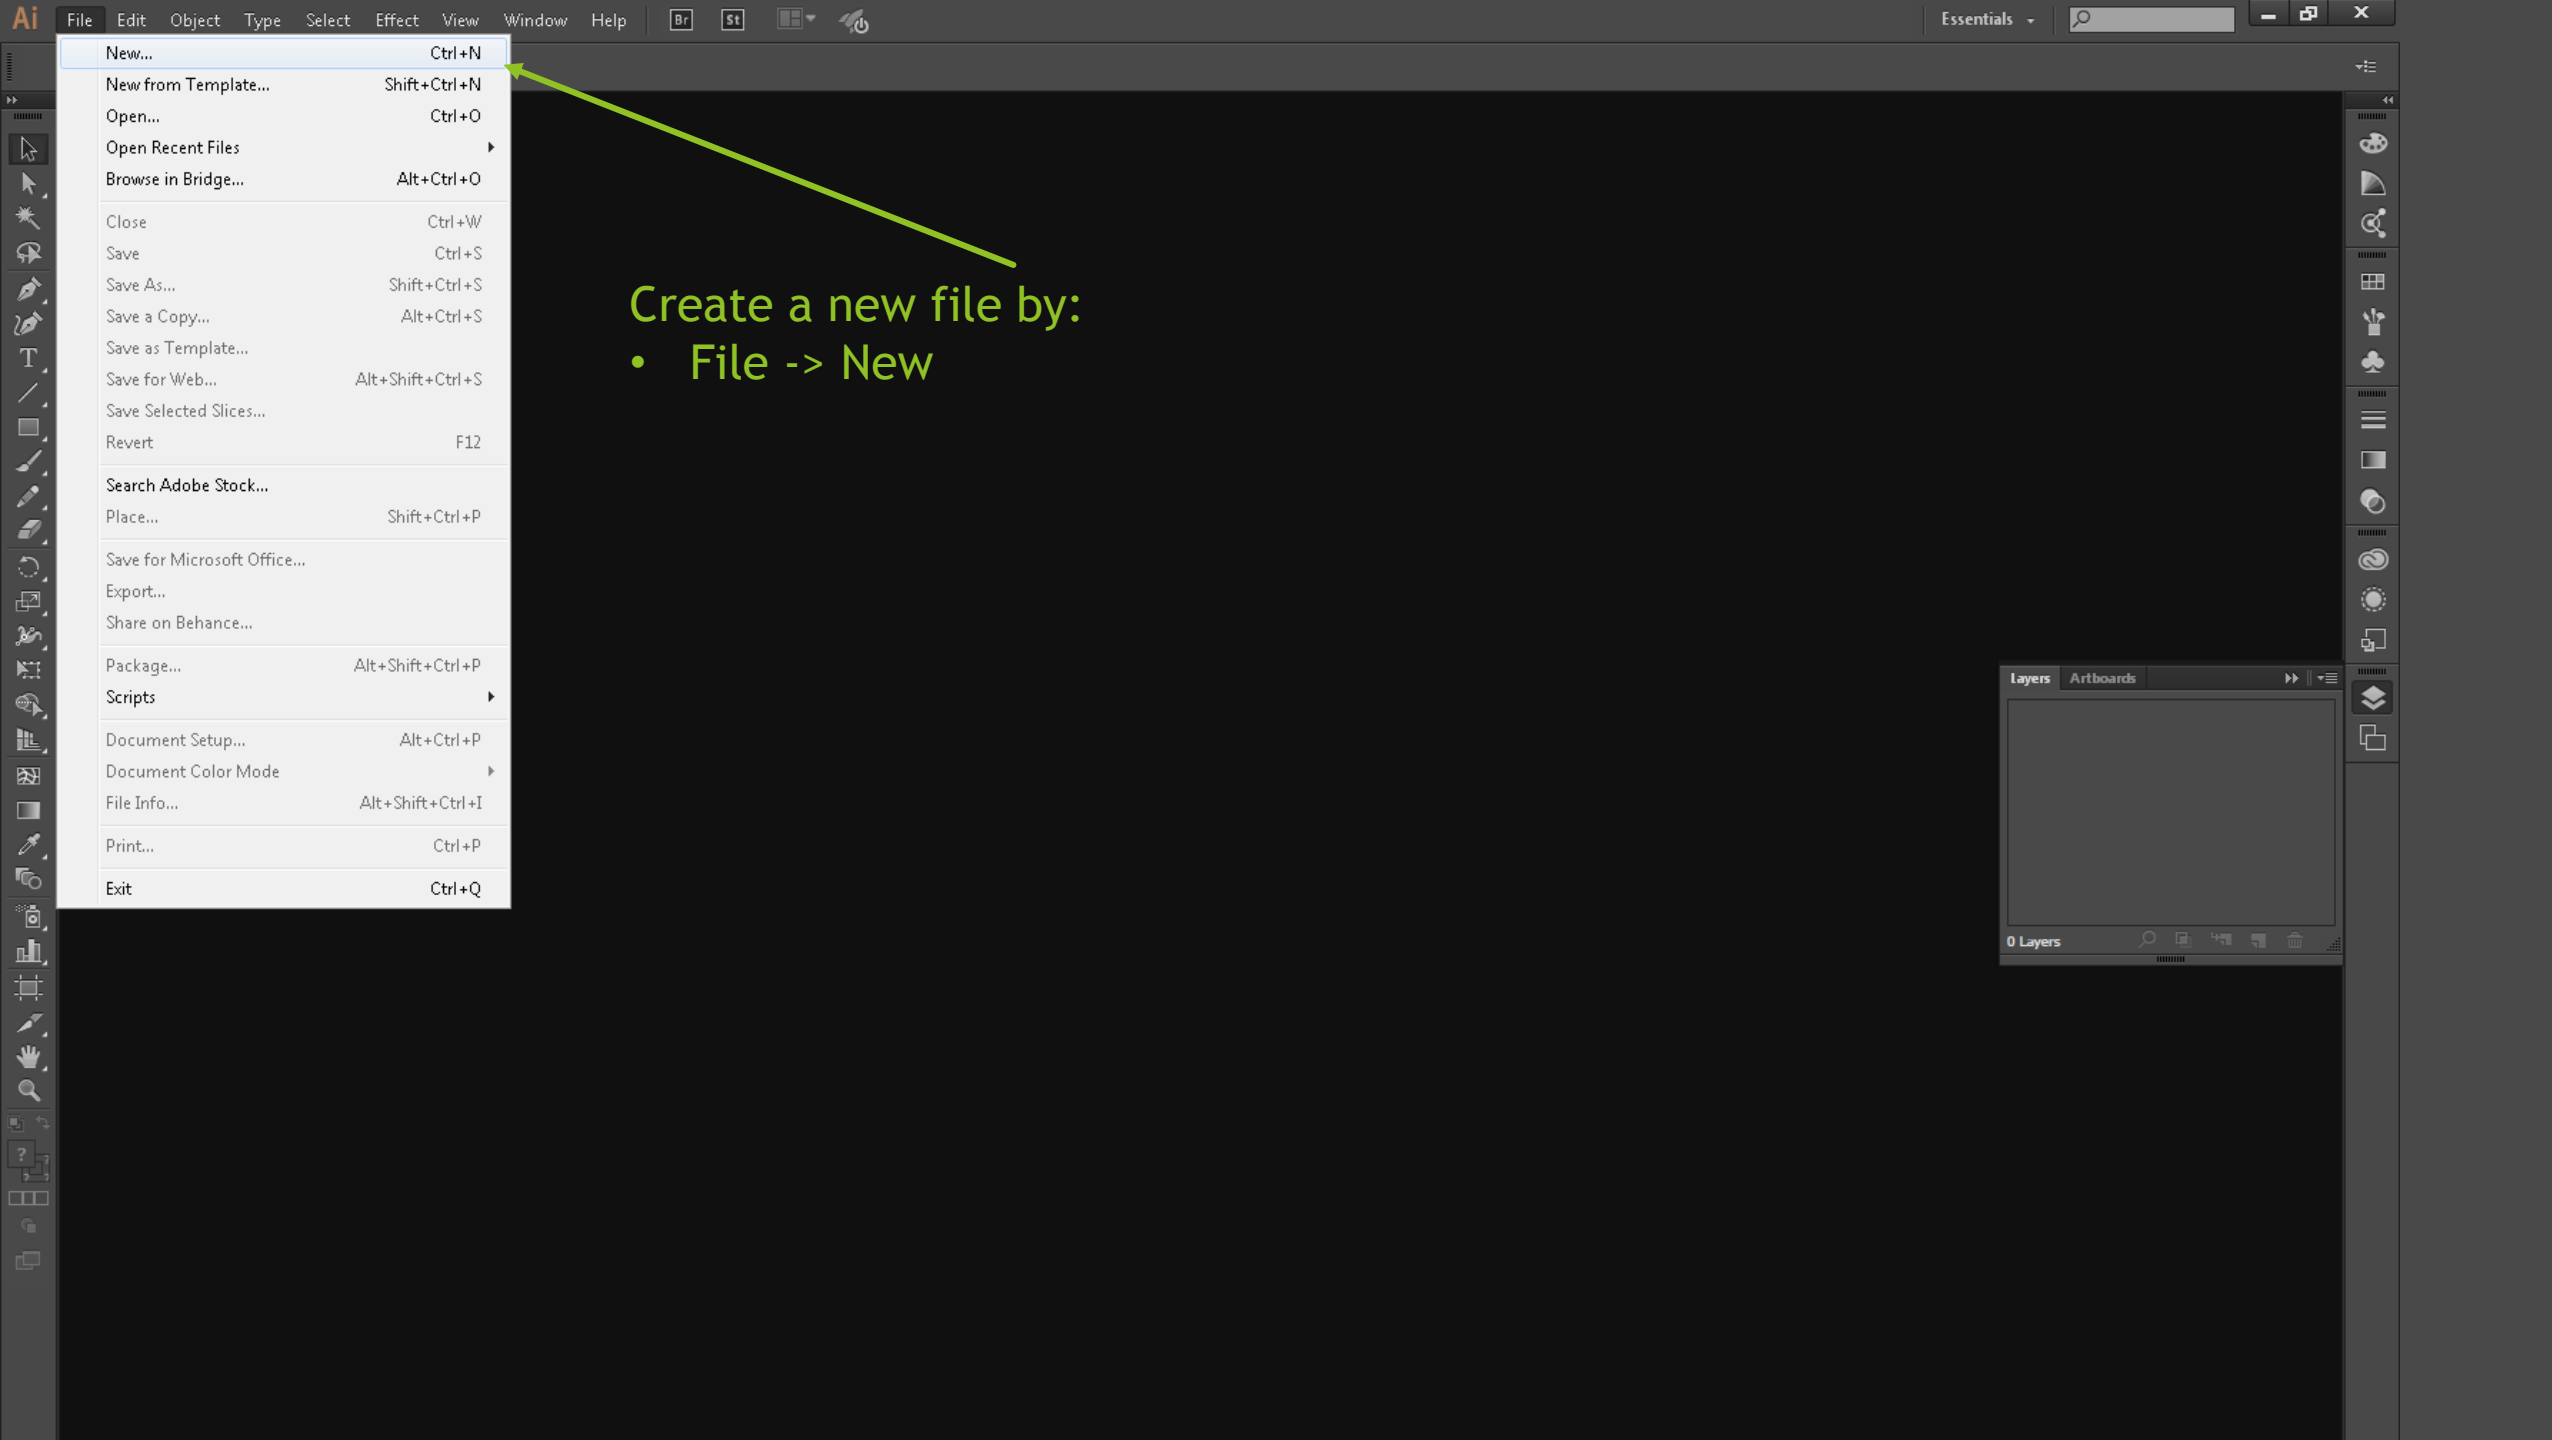 Ai File Edit Object Type Select Effect View Window Help Br St Essentials
New... Ctrl+N
New from Template... Shift+Ctrl+N
Open... Ctrl+O
Open Recent Files
Browse in Bridge... Alt+Ctrl+O
Close Ctrl+W
Save Ctrl+S
Save As... Shift+Ctrl+S
Save a Copy... Alt+Ctrl+S
Save as Template...
Save for Web... Alt+Shift+Ctrl+S
Save Selected Slices...
Revert F12
Search Adobe Stock...
Place... Shift+Ctrl+P
Save for Microsoft Office...
Export...
Share on Behance...
Package... Alt+Shift+Ctrl+P
Scripts
Document Setup... Alt+Ctrl+P
Document Color Mode
File Info... Alt+Shift+Ctrl+I
Print... Ctrl+P
Exit Ctrl+Q
Create a new file by:
• File -> New
Layers Artboards
0 Layers